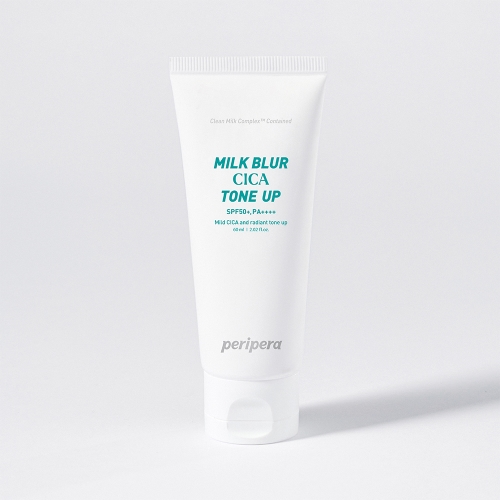 Clean Milk Complex™ Contained
MILK BLUR
CICA
TONE UP
SPF50+, PA++++
Mild CICA and radiant tone up
60 ml | 2.02 fl.oz.
peripera